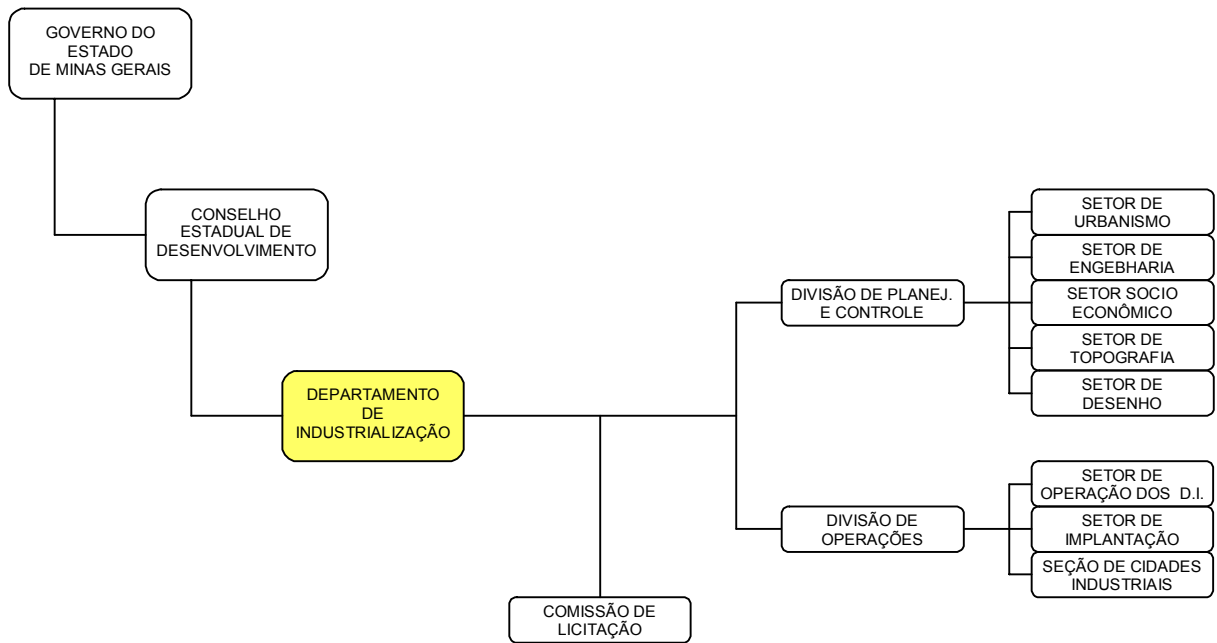 GOVERNO DO
ESTADO
DE MINAS GERAIS
CONSELHO
ESTADUAL DE
DESENVOLVIMENTO
DEPARTAMENTO
DE
INDUSTRIALIZAÇÃO
COMISSÃO DE
LICITAÇÃO
DIVISÃO DE PLANEJ.
E CONTROLE
SETOR DE
URBANISMO
SETOR DE
ENGEBHARIA
SETOR SOCIO
ECONÔMICO
SETOR DE
TOPOGRAFIA
SETOR DE
DESENHO
DIVISÃO DE
OPERAÇÕES
SETOR DE
OPERAÇÃO DOS D.I.
SETOR DE
IMPLANTAÇÃO
SEÇÃO DE CIDADES
INDUSTRIAIS